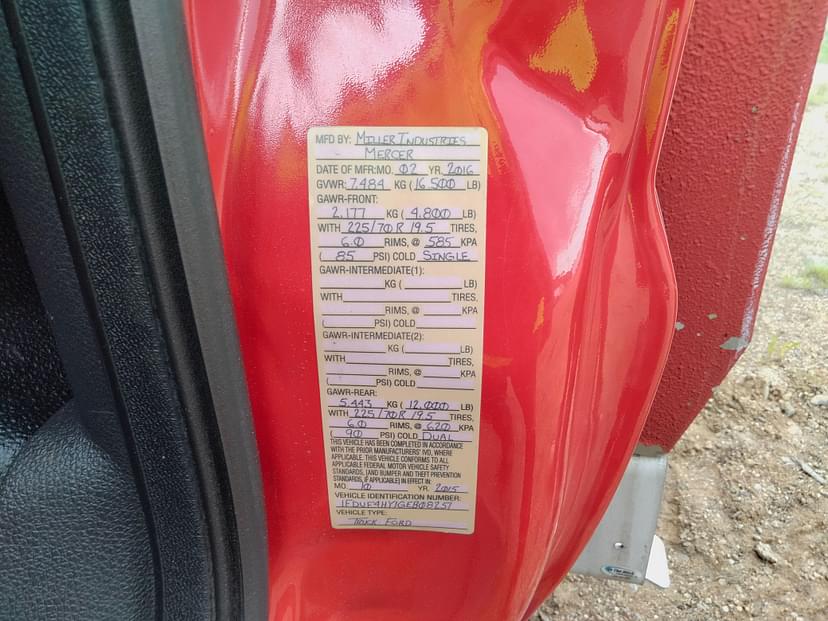 MFD BY: MILLER INDUSTRIES
- MERCER
DATE OF MFR: MO. 02 YR. 2016
GVWR: 7.484 KG ( 16 500 LB)
GAWR-FRONT:
2.177 KG ( 4.800 LB)
WITH 225/70R 19.5 TIRES,
6.0 RIMS, @ 585 KPA
( 85 PSI) COLD SINGLE
GAWR-INTERMEDIATE(1):
KG ( LB)
WITH TIRES,
RIMS, @ KPA
( PSI) COLD
GAWR-INTERMEDIATE(2):
KG ( LB)
WITH TIRES,
RIMS, @ KPA
( PSI) COLD
GAWR-REAR:
5.443 KG ( 12.000 LB)
WITH 225/70R 19.5 TIRES,
6.0 RIMS, @ 620 KPA
( 90 PSI) COLD DUAL
THIS VEHICLE HAS BEEN COMPLETED IN ACCORDANCE
WITH THE PRIOR MANUFACTURERS' IVD, WHERE
APPLICABLE. THIS VEHICLE CONFORMS TO ALL
APPLICABLE FEDERAL MOTOR VEHICLE SAFETY
STANDARDS, (AND BUMPER AND THEFT PREVENTION
STANDARDS, IF APPLICABLE) IN EFFECT IN:
MO. 10 YR. 2015
VEHICLE IDENTIFICATION NUMBER:
1FDUF4HY1GEB08257
VEHICLE TYPE:
TRUCK FORD